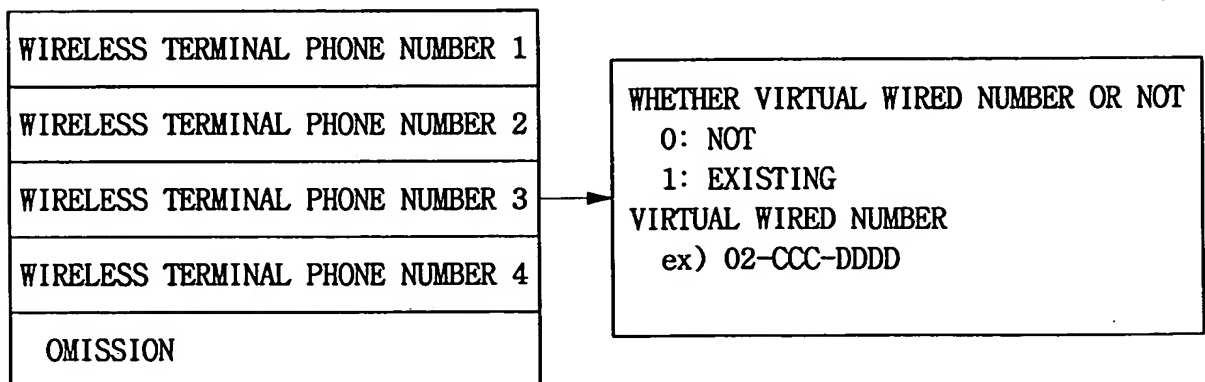 WIRELESS TERMINAL PHONE NUMBER 1
WIRELESS TERMINAL PHONE NUMBER 2
WIRELESS TERMINAL PHONE NUMBER 3
WIRELESS TERMINAL PHONE NUMBER 4
OMISSION
WHETHER VIRTUAL WIRED NUMBER OR NOT
0: NOT
1: EXISTING
VIRTUAL WIRED NUMBER
ex) 02-CCC-DDDD